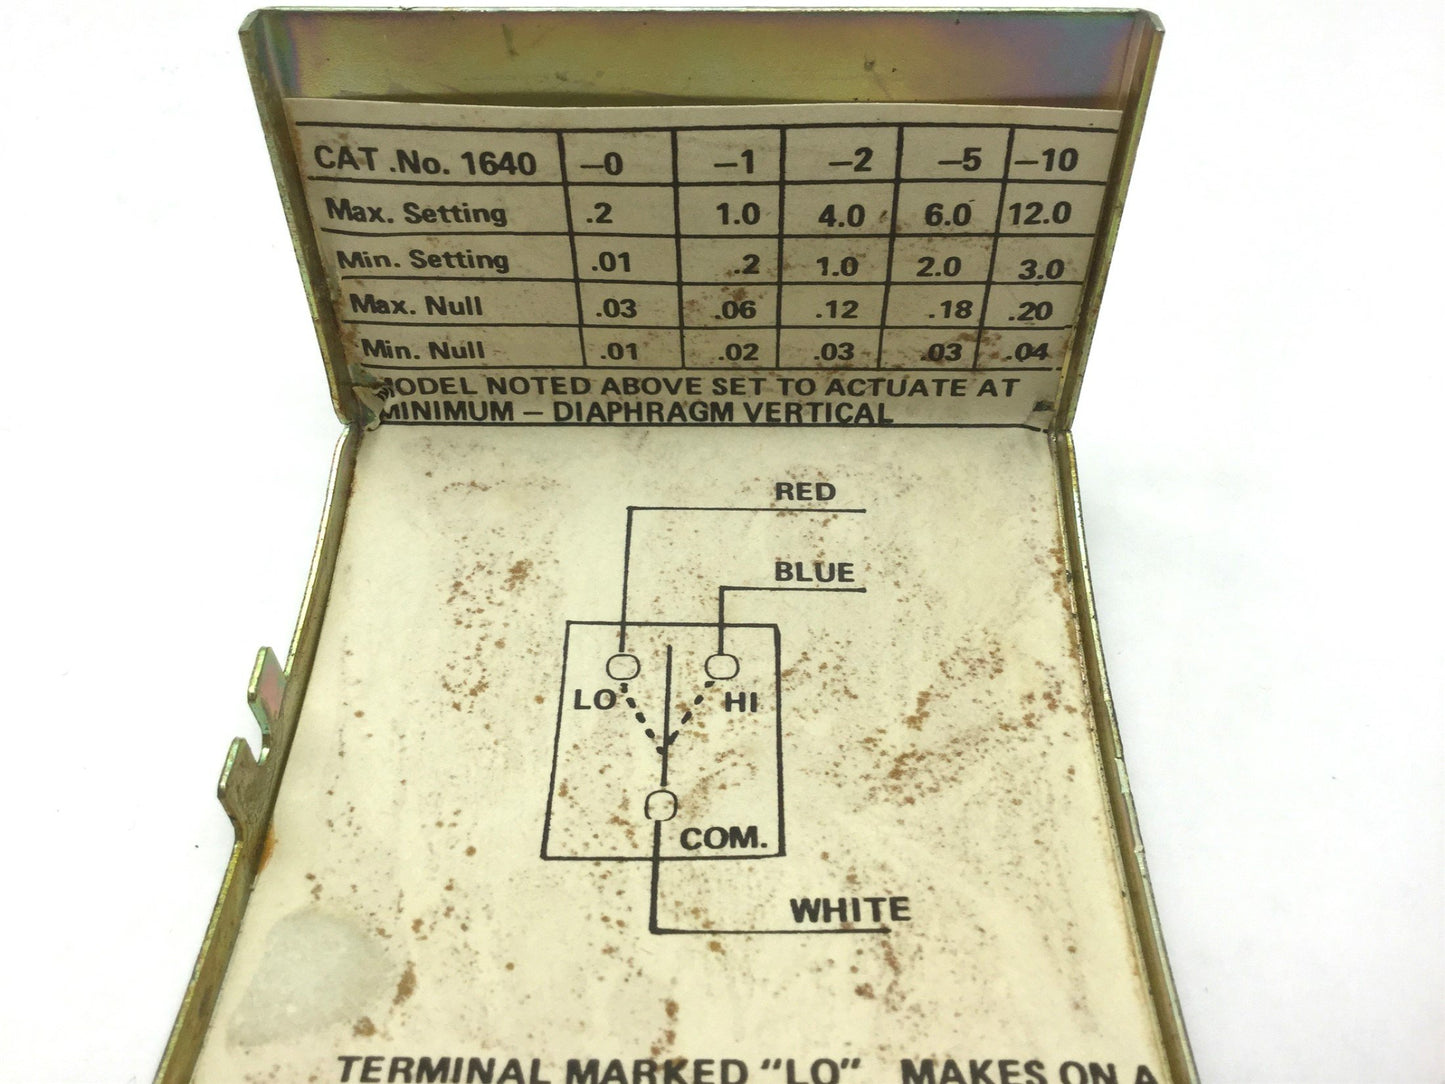 CAT .No. 1640 –0 –1 –2 –5 –10
Max. Setting .2 1.0 4.0 6.0 12.0
Min. Setting .01 .2 1.0 2.0 3.0
Max. Null .03 .06 .12 .18 .20
Min. Null .01 .02 .03 .03 .04
MODEL NOTED ABOVE SET TO ACTUATE AT
MINIMUM – DIAPHRAGM VERTICAL
RED
BLUE
LO HI
COM.
WHITE
TERMINAL MARKED "LO" MAKES ON A